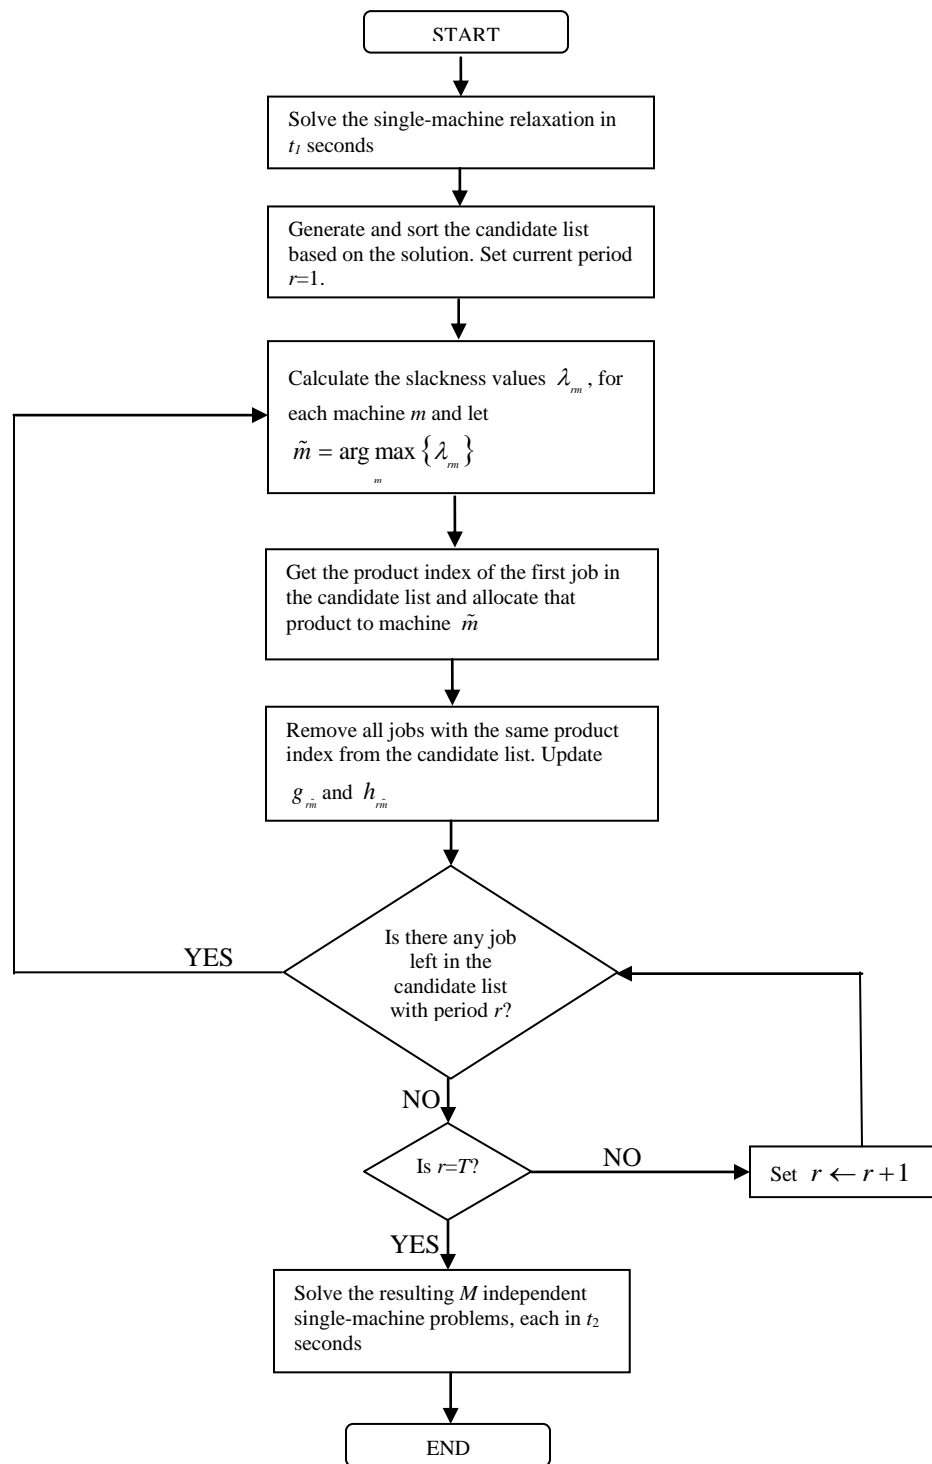 START
Solve the single-machine relaxation in
t₁ seconds
Generate and sort the candidate list
based on the solution. Set current period
r=1.
Calculate the slackness values λ_rm, for
each machine m and let
m̃ = arg max_m {λ_rm}
Get the product index of the first job in
the candidate list and allocate that
product to machine m̃
Remove all jobs with the same product
index from the candidate list. Update
g_rm̃ and h_rm̃
Is there any job
left in the
candidate list
with period r?
YES
NO
Is r=T?
NO
Set r ← r + 1
YES
Solve the resulting M independent
single-machine problems, each in t₂
seconds
END